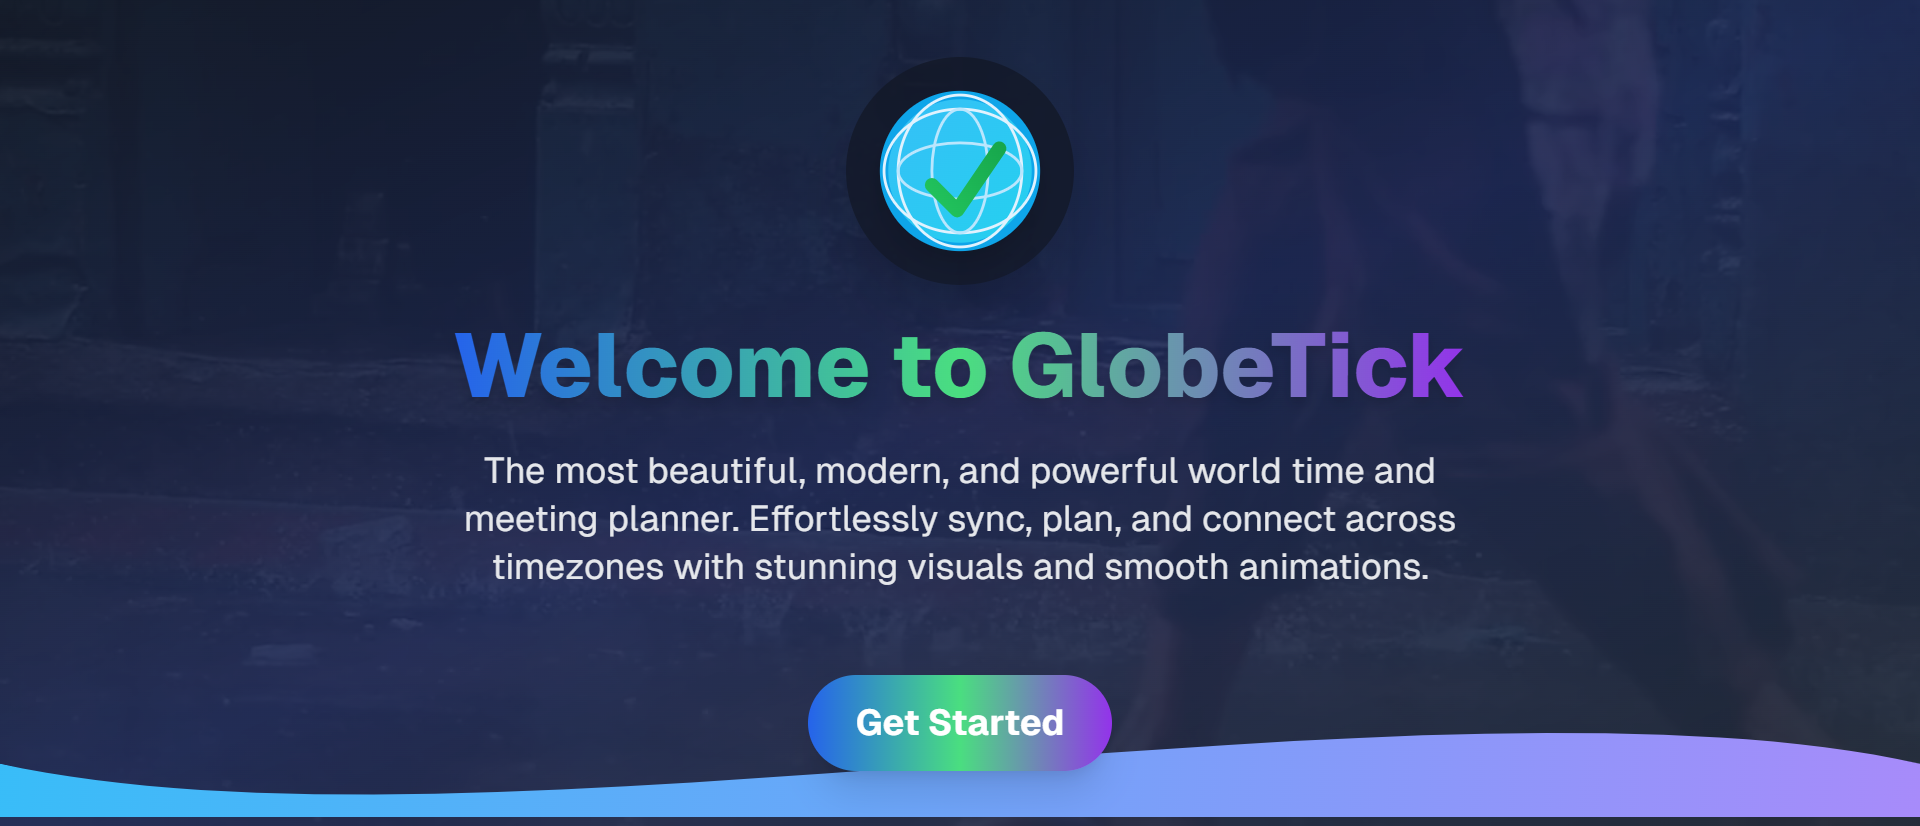 Welcome to GlobeTick
The most beautiful, modern, and powerful world time and
meeting planner. Effortlessly sync, plan, and connect across
timezones with stunning visuals and smooth animations.
Get Started